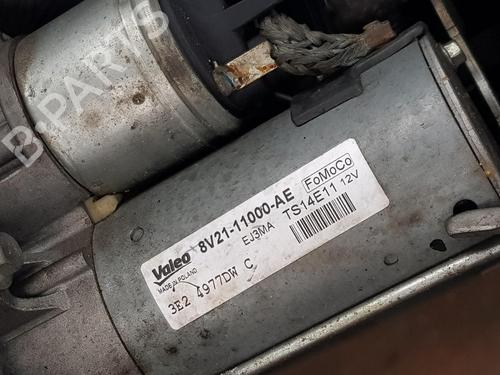 B-PARTS
Valeo
MADE IN POLAND
8V21-11000-AE
FoMoCo
EJ3MA TS14E11 12V
3E2 4977DW C